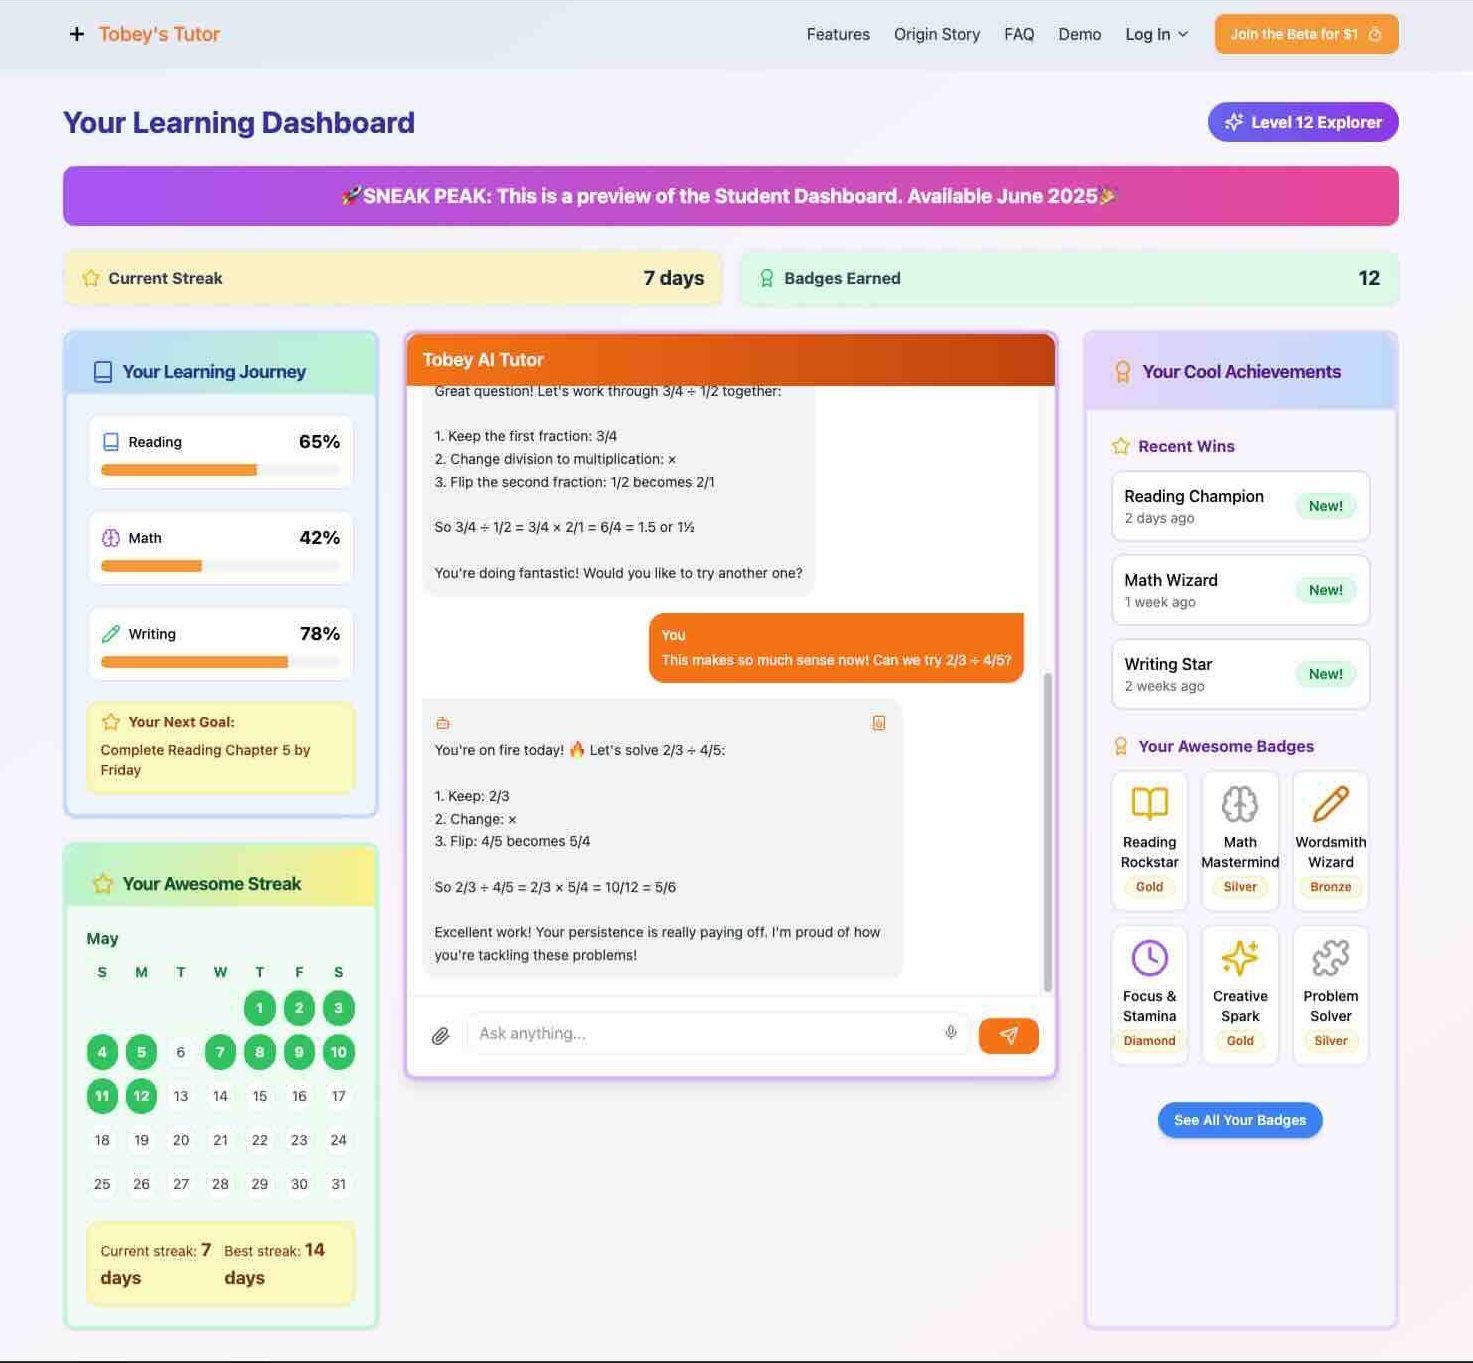 Tobey's Tutor
Features
Origin Story
FAQ
Demo
Log In
Join the Beta for $1
Your Learning Dashboard
Level 12 Explorer
🚀SNEAK PEAK: This is a preview of the Student Dashboard. Available June 2025🎉
Current Streak
7 days
Badges Earned
12
Your Learning Journey
Reading 65%
Math 42%
Writing 78%
Your Next Goal:
Complete Reading Chapter 5 by
Friday
Your Awesome Streak
May
S M T W T F S
1 2 3
4 5 6 7 8 9 10
11 12 13 14 15 16 17
18 19 20 21 22 23 24
25 26 27 28 29 30 31
Current streak: 7 days
Best streak: 14 days
Tobey AI Tutor
Great question! Let's work through 3/4 ÷ 1/2 together:
1. Keep the first fraction: 3/4
2. Change division to multiplication: ×
3. Flip the second fraction: 1/2 becomes 2/1
So 3/4 ÷ 1/2 = 3/4 × 2/1 = 6/4 = 1.5 or 1½
You're doing fantastic! Would you like to try another one?
You
This makes so much sense now! Can we try 2/3 ÷ 4/5?
You're on fire today! 🔥 Let's solve 2/3 ÷ 4/5:
1. Keep: 2/3
2. Change: ×
3. Flip: 4/5 becomes 5/4
So 2/3 ÷ 4/5 = 2/3 × 5/4 = 10/12 = 5/6
Excellent work! Your persistence is really paying off. I'm proud of how
you're tackling these problems!
Ask anything...
Your Cool Achievements
Recent Wins
Reading Champion
2 days ago
New!
Math Wizard
1 week ago
New!
Writing Star
2 weeks ago
New!
Your Awesome Badges
Reading
Rockstar
Gold
Math
Mastermind
Silver
Wordsmith
Wizard
Bronze
Focus &
Stamina
Diamond
Creative
Spark
Gold
Problem
Solver
Silver
See All Your Badges